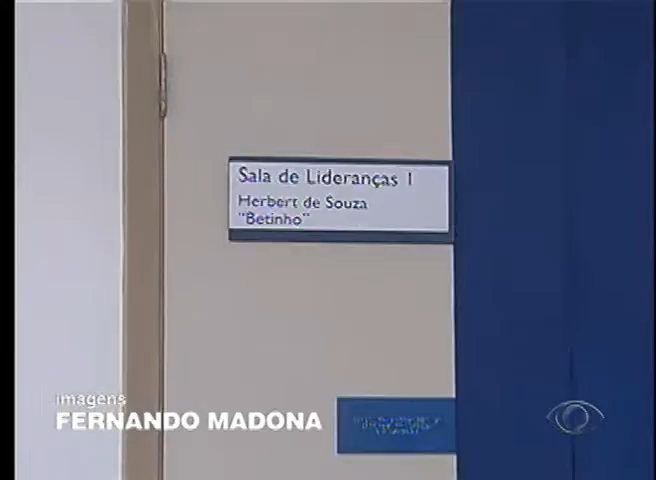 Sala de Lideranças 1
Herbert de Souza
"Betinho"
imagens
FERNANDO MADONA